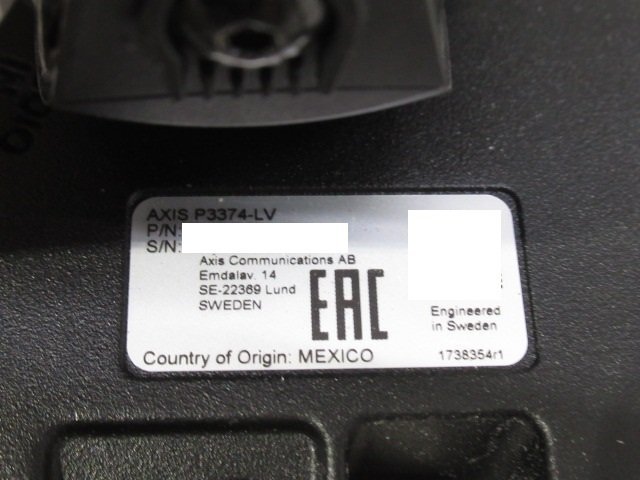 AXIS P3374-LV
P/N:
S/N:
Axis Communications AB
Emdalav. 14
SE-22369 Lund
SWEDEN
EAC
Engineered
in Sweden
Country of Origin: MEXICO
1738354r1